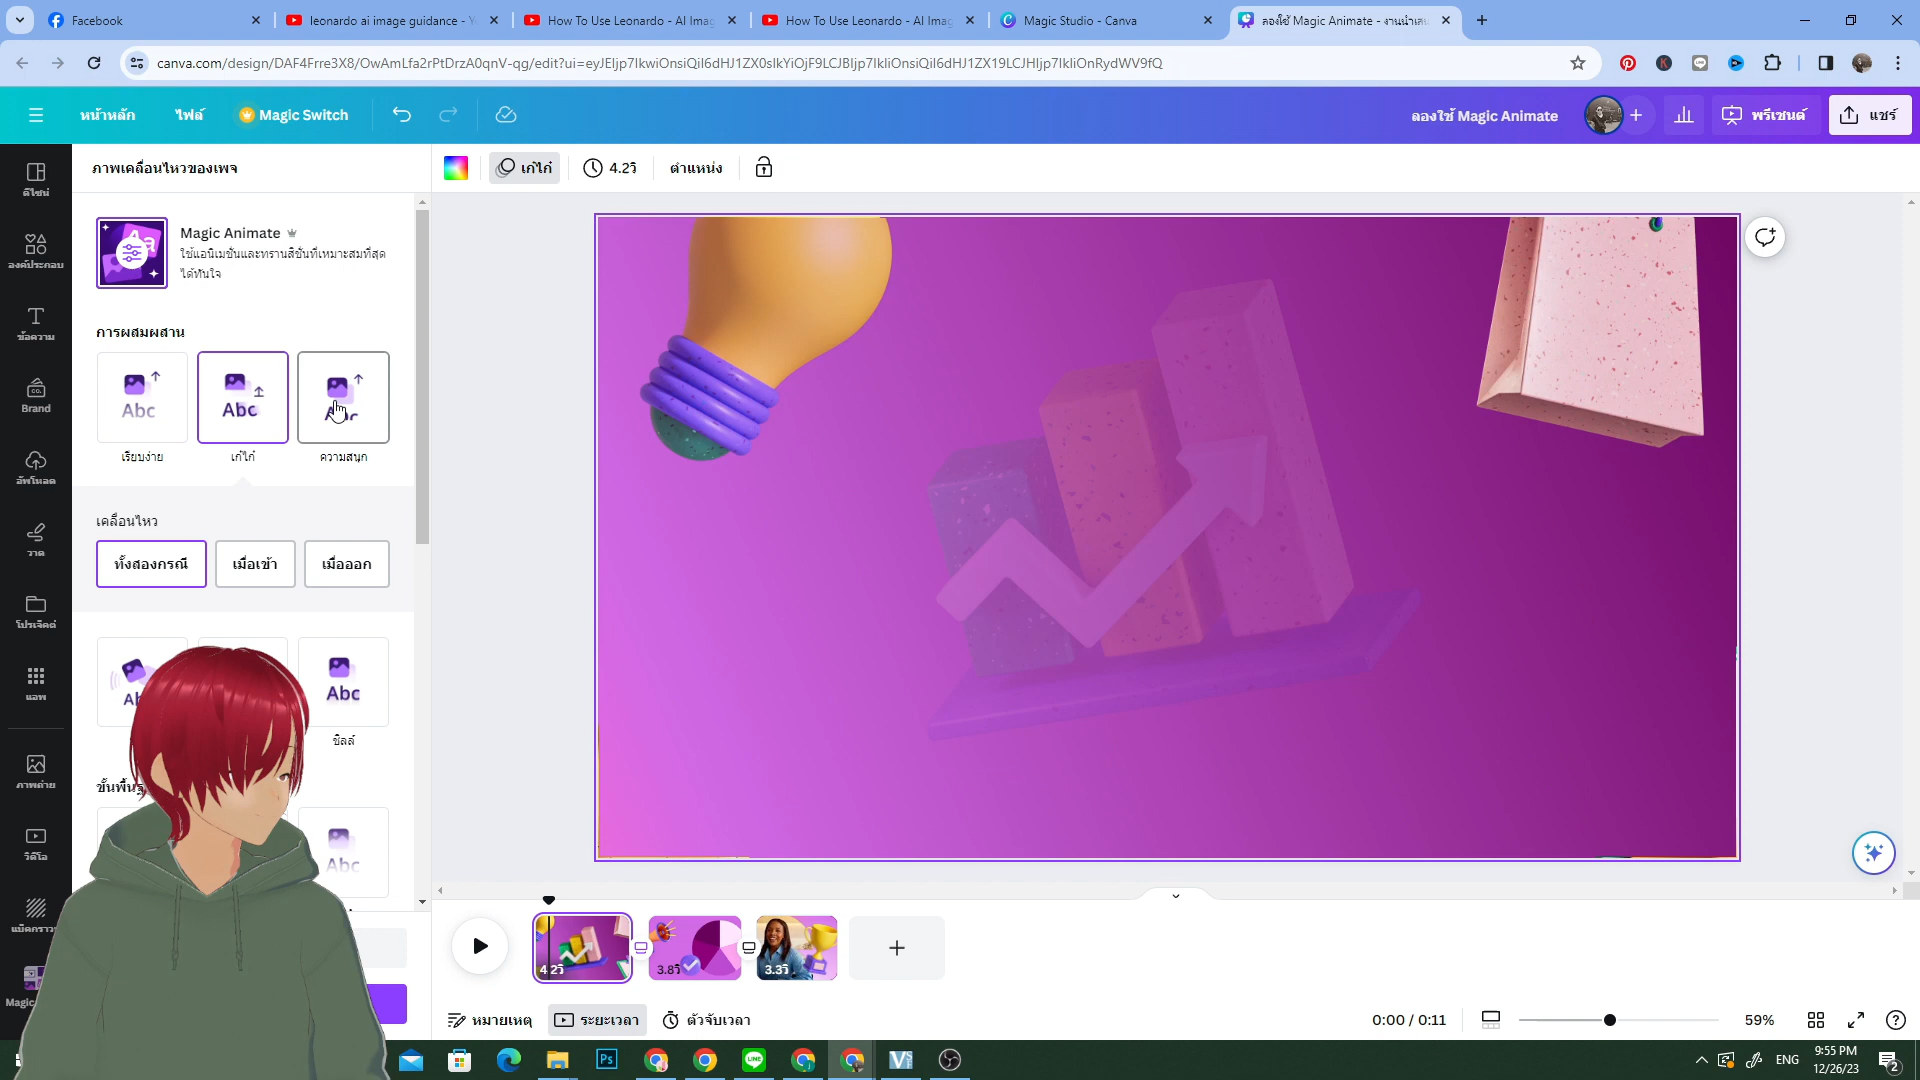 Facebook
leonardo ai image guidance - Y
How To Use Leonardo - AI Imag
How To Use Leonardo - AI Imag
Magic Studio - Canva
ลองใช้ Magic Animate - งานนำเสน
canva.com/design/DAF4Frre3X8/OwAmLfa2rPtDrzA0qnV-qg/edit?ui=eyJEIjp7IkwiOnsiQiI6dHJ1ZX0sIkYiOjF9LCJBIjp7IkIiOnsiQiI6dHJ1ZX19LCJHIjp7IkIiOnRydWV9fQ
หน้าหลัก
ไฟล์
Magic Switch
ลองใช้ Magic Animate
พรีเซนต์
แชร์
ดีไซน์
องค์ประกอบ
ข้อความ
Brand
อัพโหลด
วาด
โปรเจ็คต์
แอพ
ภาพถ่าย
วิดีโอ
แบ็คกราว
Magic
ภาพเคลื่อนไหวของเพจ
Magic Animate
ใช้แอนิเมชั่นและทรานสิชั่นที่เหมาะสมที่สุด
ได้ทันใจ
การผสมผสาน
Abc
Abc
เรียบง่าย
เก๋ไก๋
ความสนุก
เคลื่อนไหว
ทั้งสองกรณี
เมื่อเข้า
เมื่อออก
Abc
ชิลล์
ขั้นพื้นฐ
Abc
เก๋ไก๋
4.2วิ
ตำแหน่ง
4.2วิ
3.8วิ
3.3วิ
หมายเหตุ
ระยะเวลา
ตัวจับเวลา
0:00 / 0:11
59%
Ps
LINE
ENG
9:55 PM
12/26/23
2